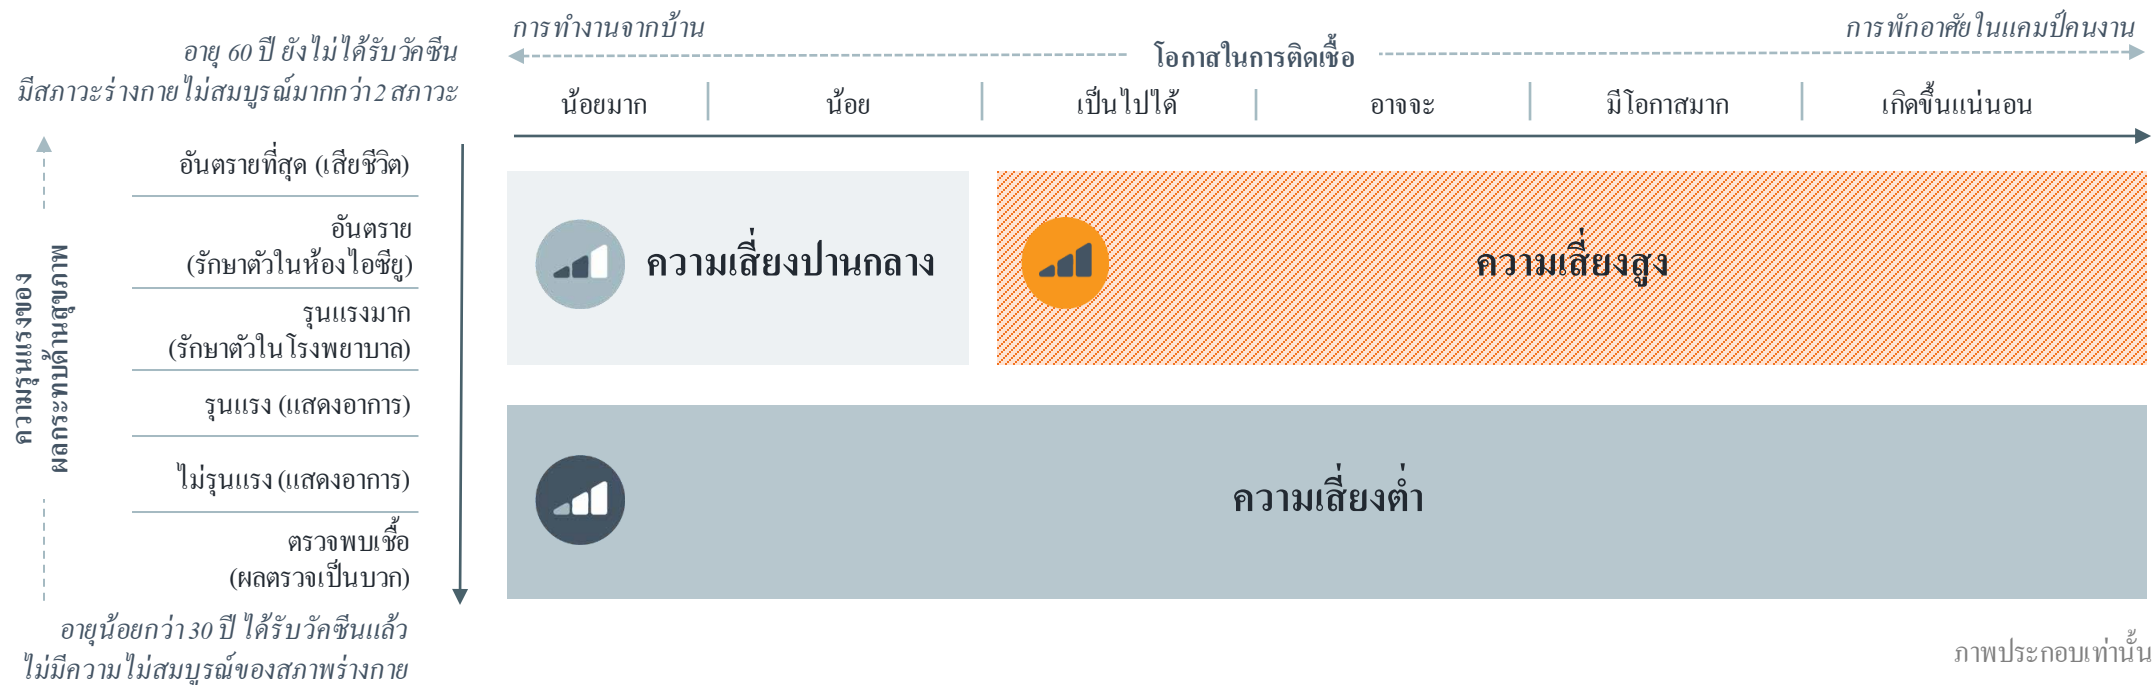 การทำงานจากบ้าน
การพักอาศัยในแคมป์คนงาน
อายุ 60 ปี ยังไม่ได้รับวัคซีน
มีสภาวะร่างกายไม่สมบูรณ์มากกว่า 2 สภาวะ
โอกาสในการติดเชื้อ
น้อยมาก
น้อย
เป็นไปได้
อาจจะ
มีโอกาสมาก
เกิดขึ้นแน่นอน
ความรุนแรงของ
ผลกระทบด้านสุขภาพ
อันตรายที่สุด (เสียชีวิต)
อันตราย
(รักษาตัวในห้องไอซียู)
รุนแรงมาก
(รักษาตัวในโรงพยาบาล)
รุนแรง (แสดงอาการ)
ไม่รุนแรง (แสดงอาการ)
ตรวจพบเชื้อ
(ผลตรวจเป็นบวก)
ความเสี่ยงปานกลาง
ความเสี่ยงสูง
ความเสี่ยงต่ำ
อายุน้อยกว่า 30 ปี ได้รับวัคซีนแล้ว
ไม่มีความไม่สมบูรณ์ของสภาพร่างกาย
ภาพประกอบเท่านั้น